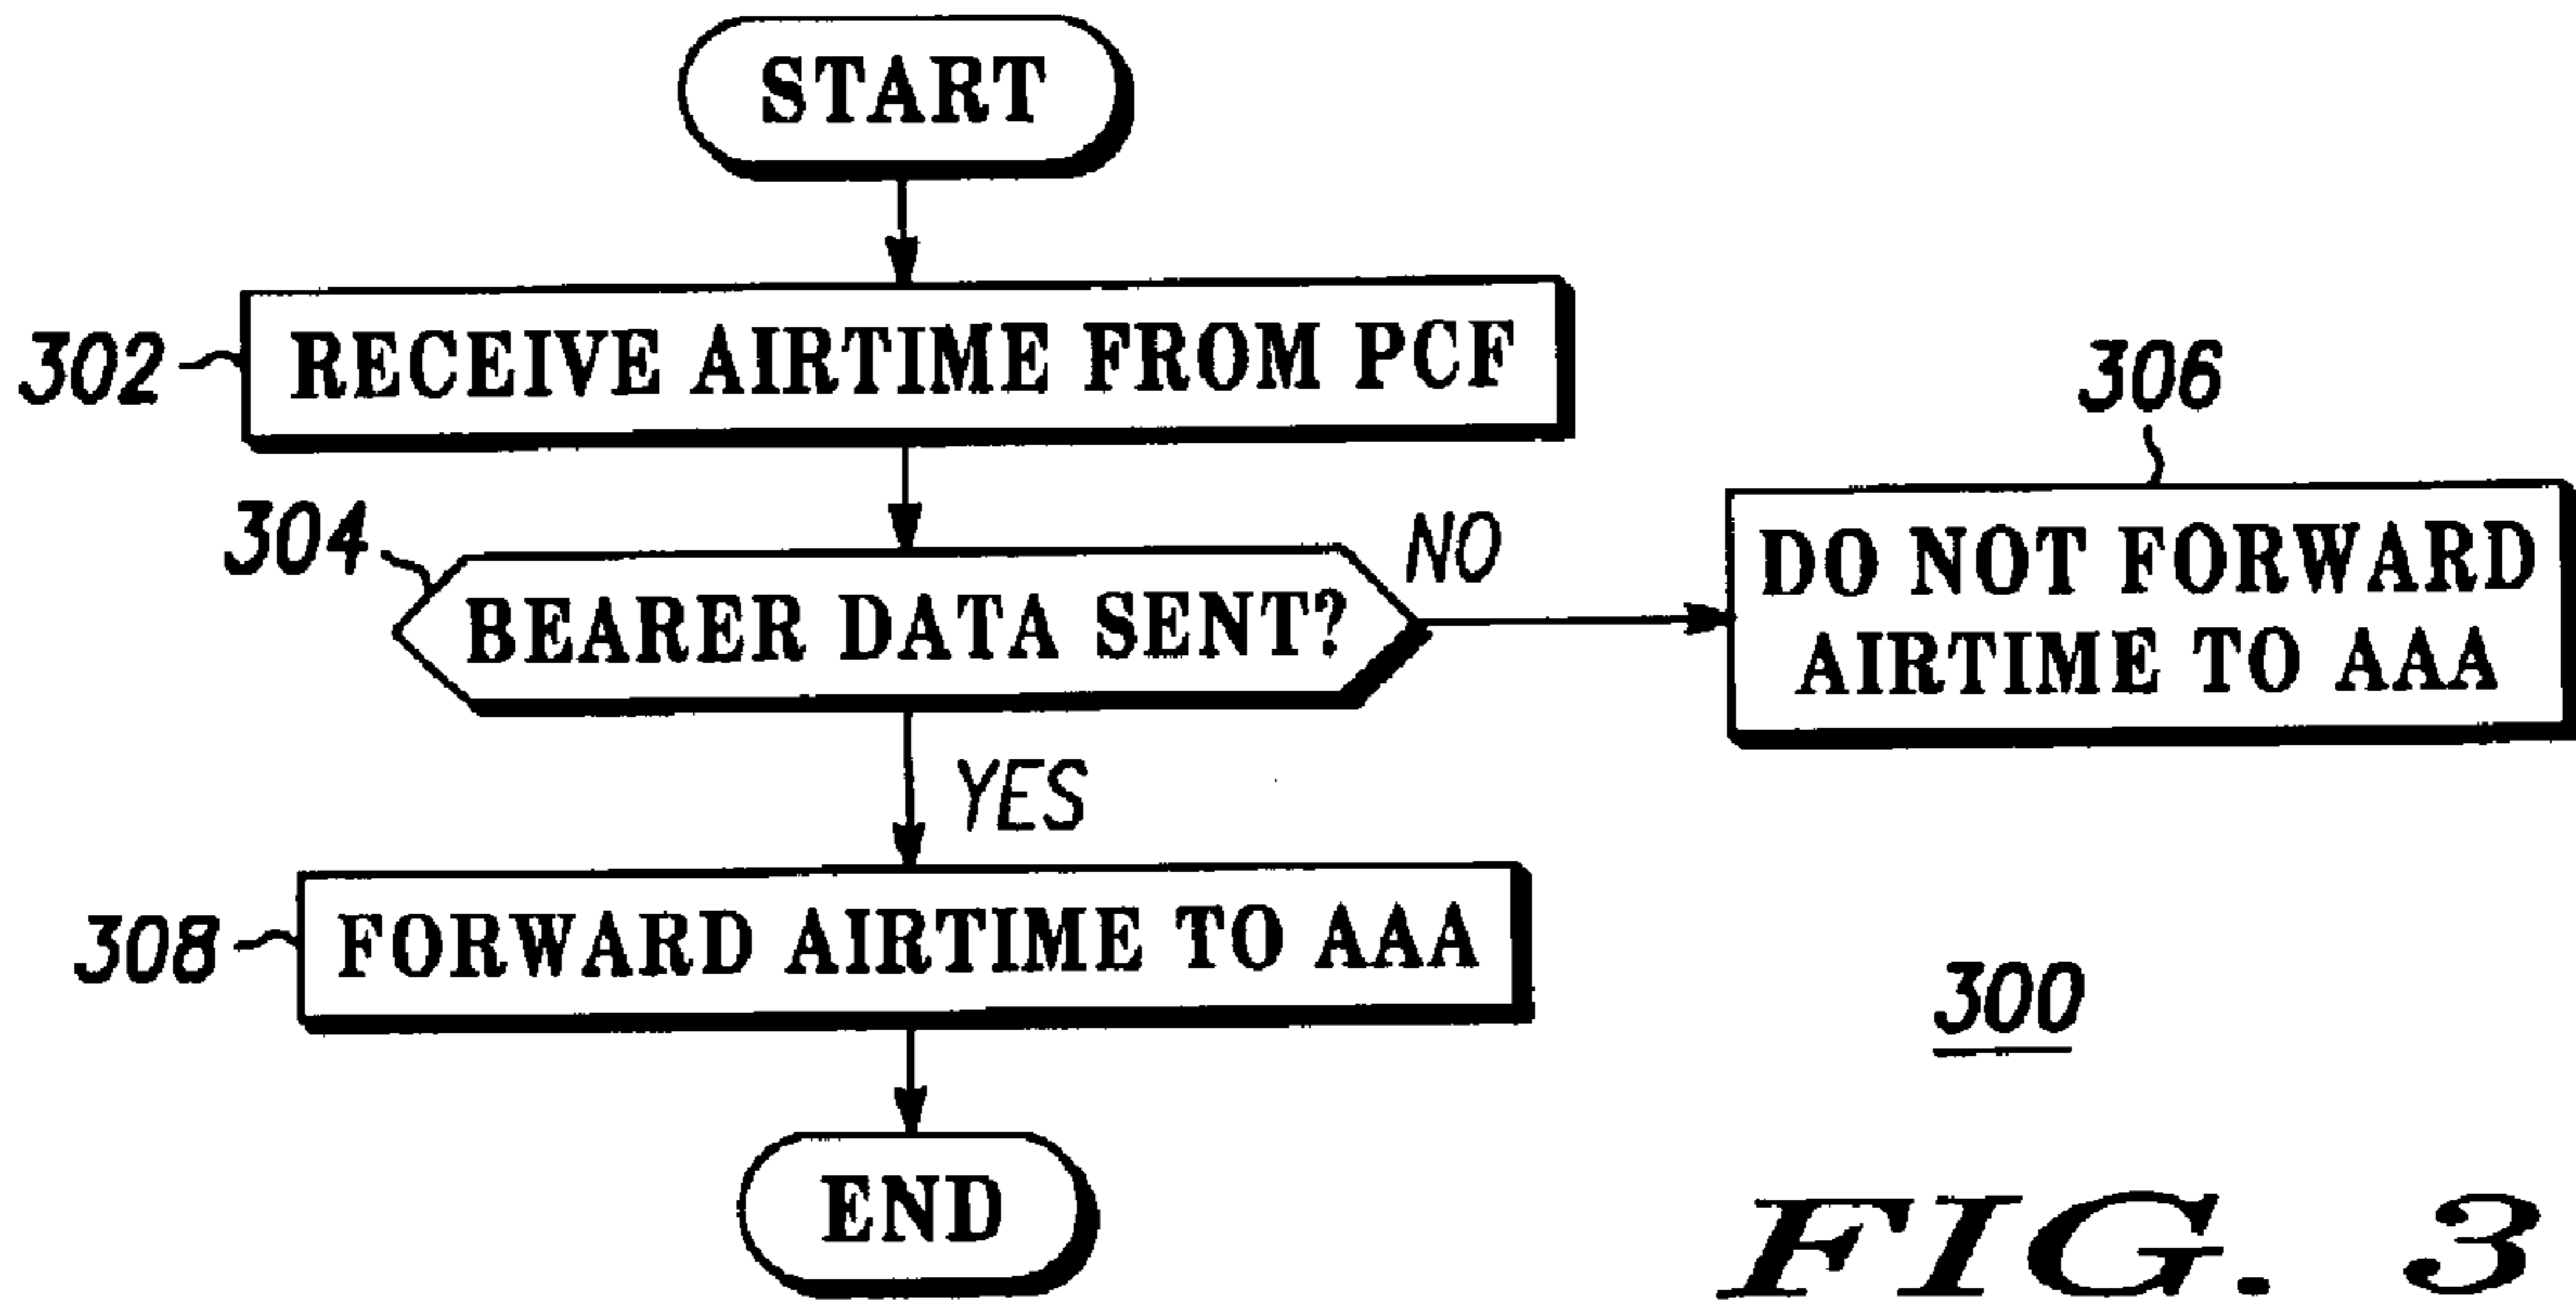 START
302
RECEIVE AIRTIME FROM PCF
304
BEARER DATA SENT?
NO
306
DO NOT FORWARD
AIRTIME TO AAA
YES
308
FORWARD AIRTIME TO AAA
END
300
FIG. 3